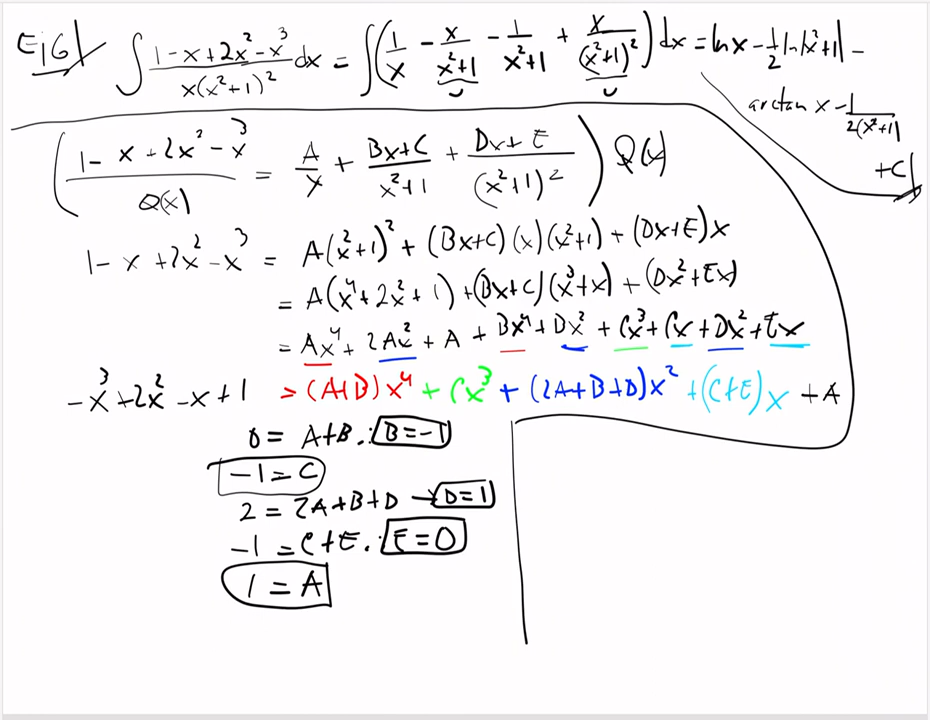 E16) ∫ (1-x+2x²-x³)/(x(x²+1)²) dx = ∫(1/x - x/(x²+1) - 1/(x²+1) + x/(x²+1)²) dx = ln x - 1/2 ln|x²+1| -
arctan x - 1/(2(x²+1))
+C
((1-x+2x²-x³)/Q(x) = A/x + (Bx+C)/(x²+1) + (Dx+E)/(x²+1)²) Q(x)
1-x+2x²-x³ = A(x²+1)² + (Bx+C)(x)(x²+1) + (Dx+E)x
= A(x⁴+2x²+1) + (Bx+C)(x³+x) + (Dx²+Ex)
= Ax⁴ + 2Ax² + A + Bx⁴ + Bx² + Cx³ + Cx + Dx² + Ex
-x³+2x²-x+1 = (A+B)x⁴ + Cx³ + (2A+B+D)x² + (C+E)x + A
0 = A+B ∴ B=-1
-1 = C
2 = 2A+B+D → D=1
-1 = C+E ∴ E=0
1 = A